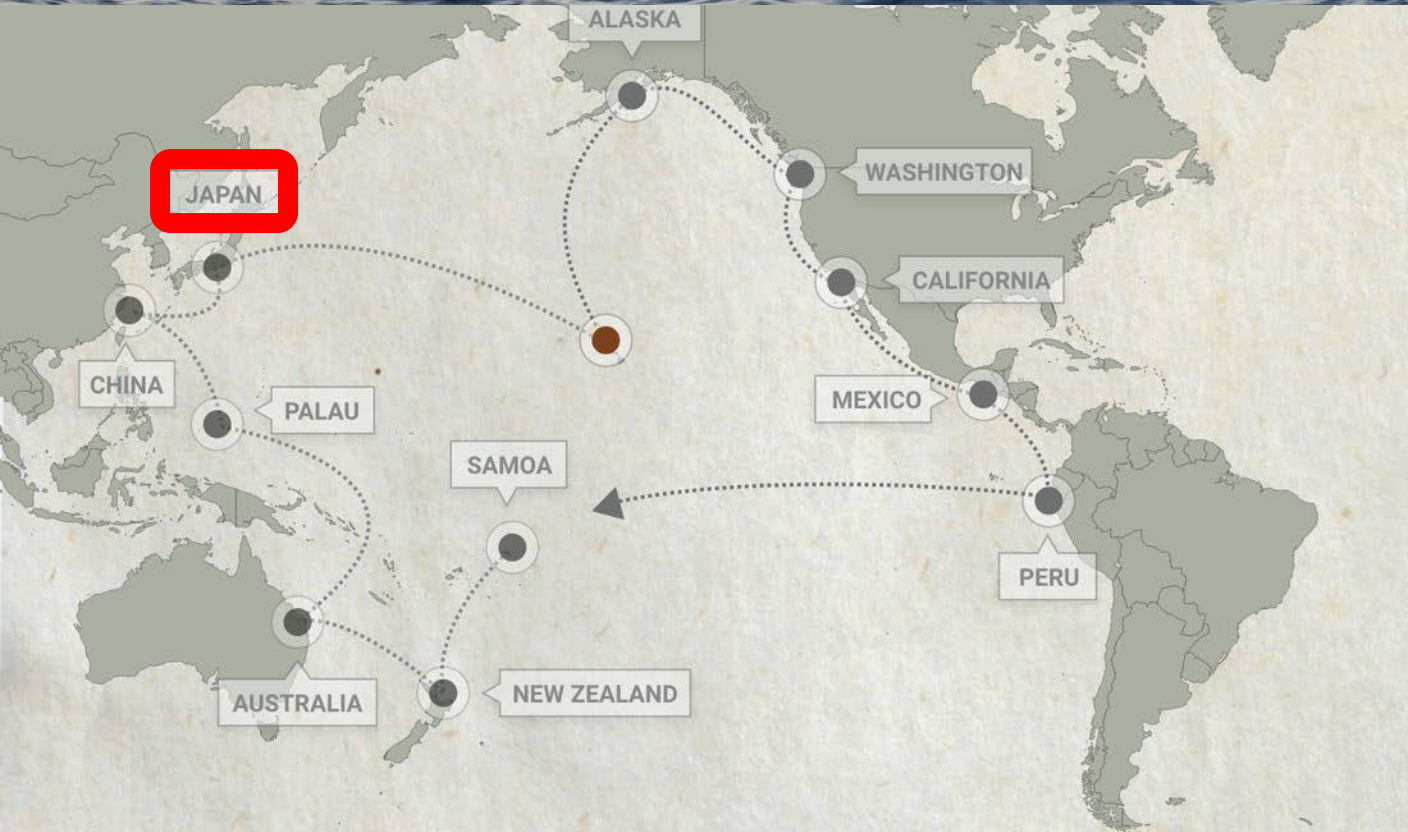 ALASKA
WASHINGTON
JAPAN
CALIFORNIA
CHINA
PALAU
MEXICO
SAMOA
PERU
NEW ZEALAND
AUSTRALIA